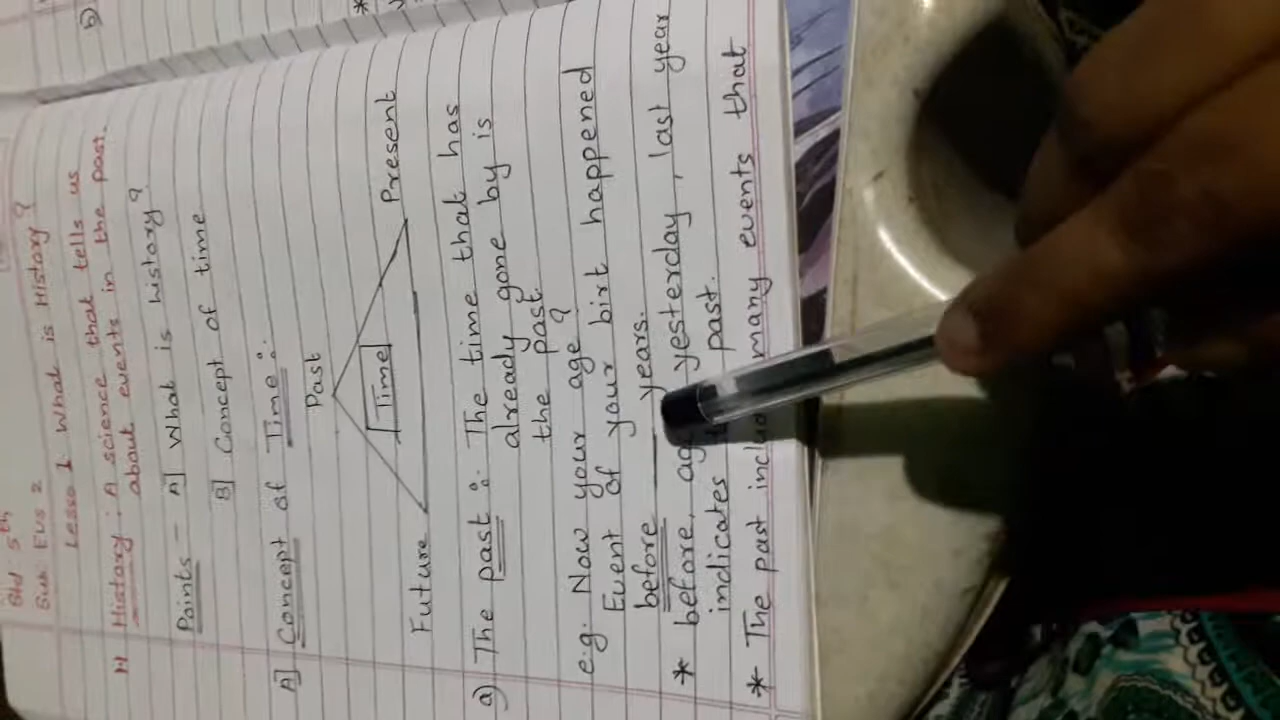 Std 5th
Sub: EVS 2
Lesso 1. What is History?
H History: A science that tells us
about events in the past.
Points - A] What is history?
B] Concept of time
A] Concept of Time :
Past
Time
Future
Present
a) The past : The time that has
already gone by is
the past.
e.g. Now your age?
Event of your birt happened
before ____ years.
* before, yesterday, last year
indicates past.
* The past many events that